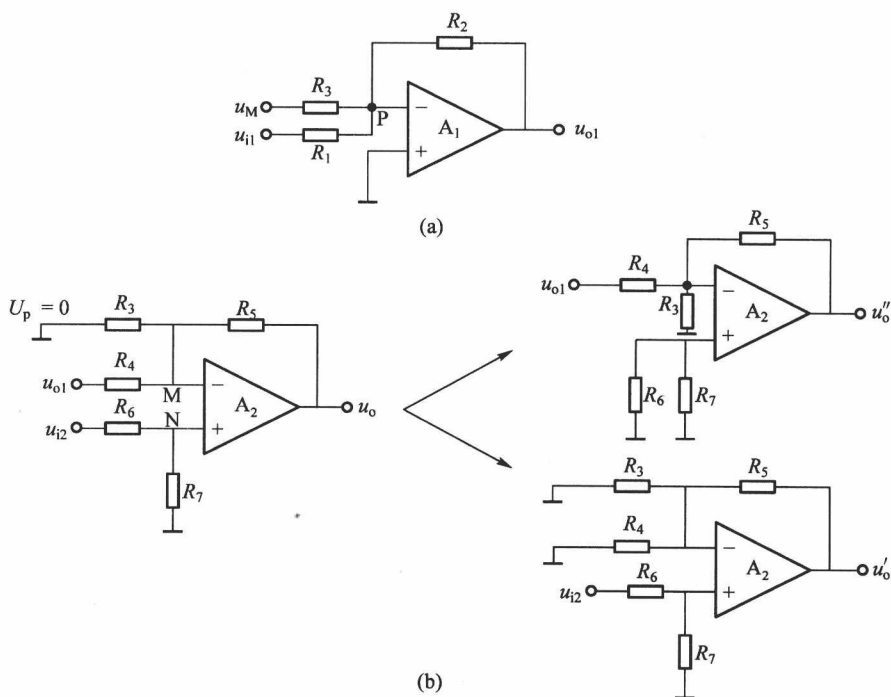 R2
R3
uM
P
−
A1
ui1
R1
+
uo1
(a)
R5
R4
uo1
−
R3
A2
u″o
+
R6
R7
Up = 0
R3
R5
R4
uo1
M
−
A2
uo
R6
N
ui2
+
R7
R3
R5
R4
−
A2
u′o
R6
ui2
+
R7
(b)